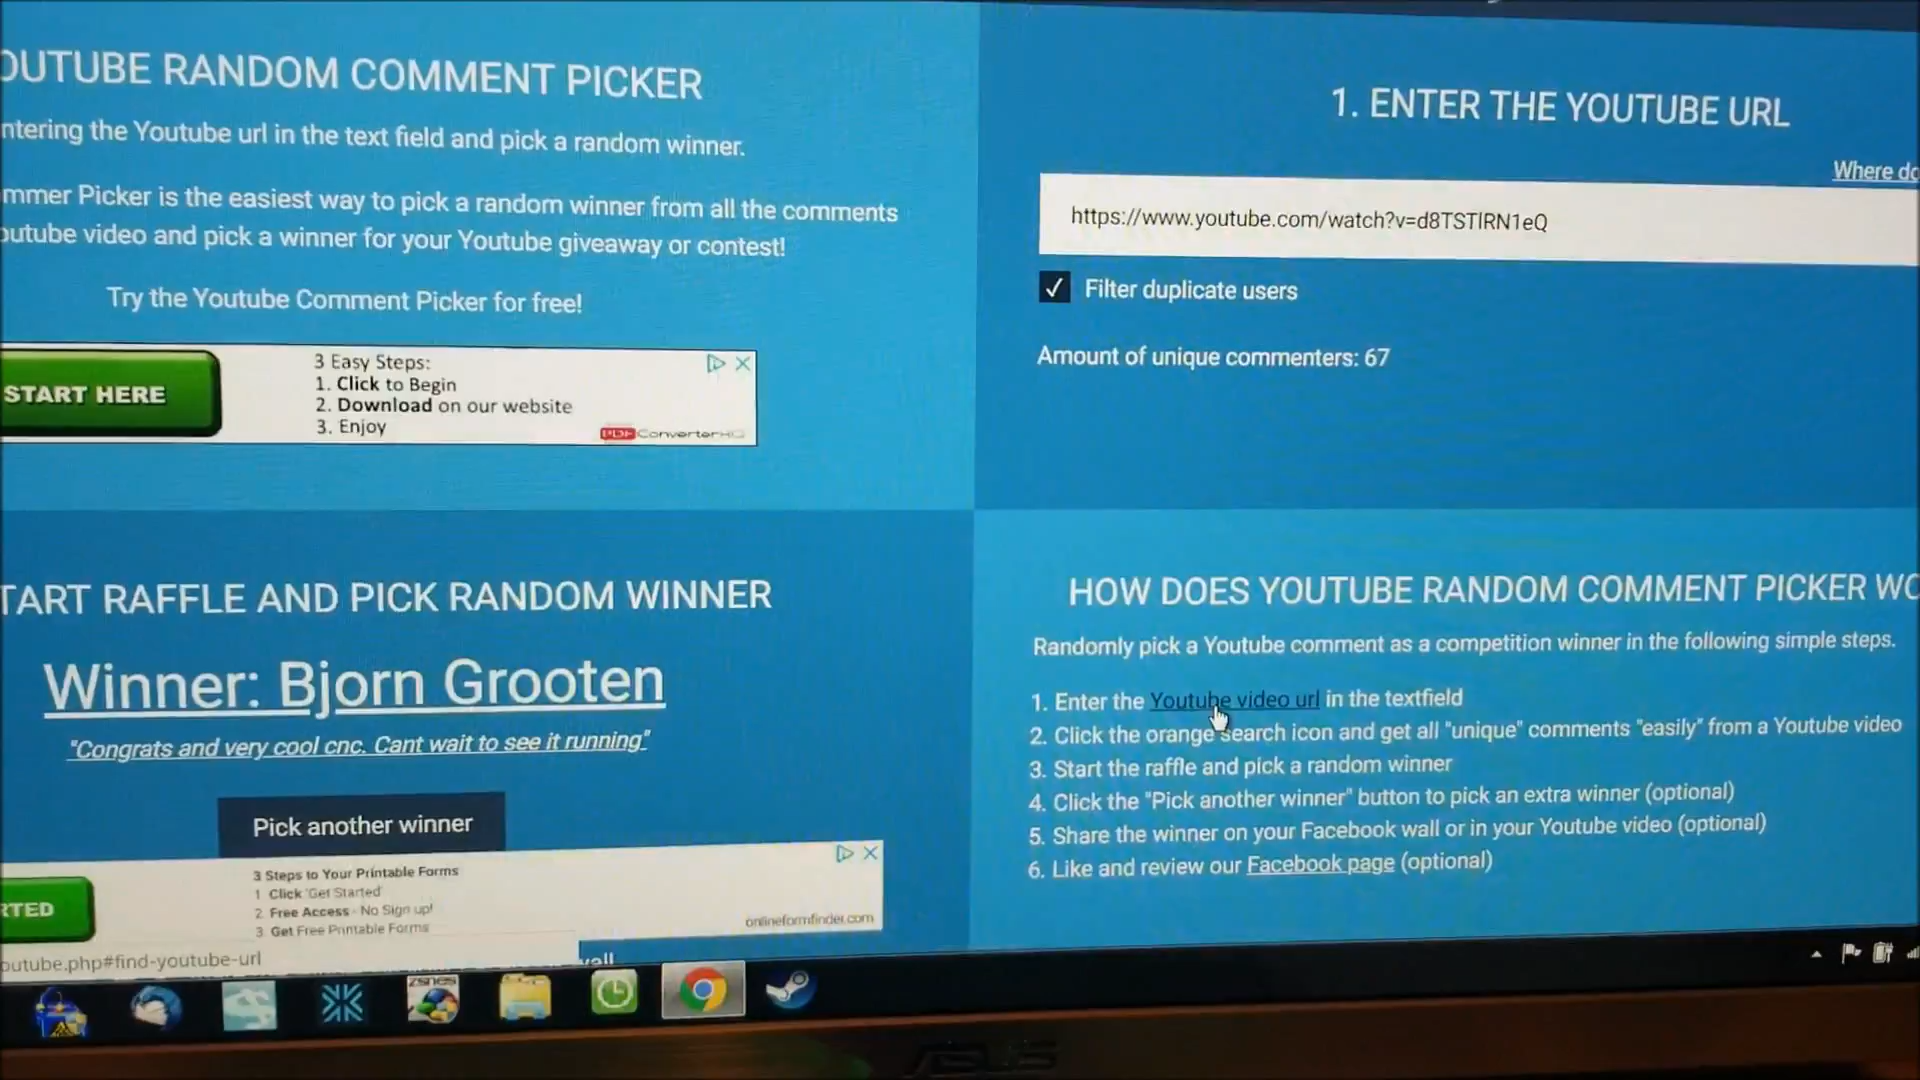 OUTUBE RANDOM COMMENT PICKER
ntering the Youtube url in the text field and pick a random winner.
mmer Picker is the easiest way to pick a random winner from all the comments
outube video and pick a winner for your Youtube giveaway or contest!
Try the Youtube Comment Picker for free!
START HERE
3 Easy Steps:
1. Click to Begin
2. Download on our website
3. Enjoy
PDF ConverterHQ
1. ENTER THE YOUTUBE URL
Where do
https://www.youtube.com/watch?v=d8TSTlRN1eQ
Filter duplicate users
Amount of unique commenters: 67
TART RAFFLE AND PICK RANDOM WINNER
Winner: Bjorn Grooten
"Congrats and very cool cnc. Cant wait to see it running"
Pick another winner
RTED
3 Steps to Your Printable Forms
1 Click 'Get Started'
2. Free Access - No Sign up!
3. Get Free Printable Forms
onlineformfinder.com
outube.php#find-youtube-url
HOW DOES YOUTUBE RANDOM COMMENT PICKER WO
Randomly pick a Youtube comment as a competition winner in the following simple steps.
1. Enter the Youtube video url in the textfield
2. Click the orange search icon and get all "unique" comments "easily" from a Youtube video
3. Start the raffle and pick a random winner
4. Click the "Pick another winner" button to pick an extra winner (optional)
5. Share the winner on your Facebook wall or in your Youtube video (optional)
6. Like and review our Facebook page (optional)
ZSNES
ASUS